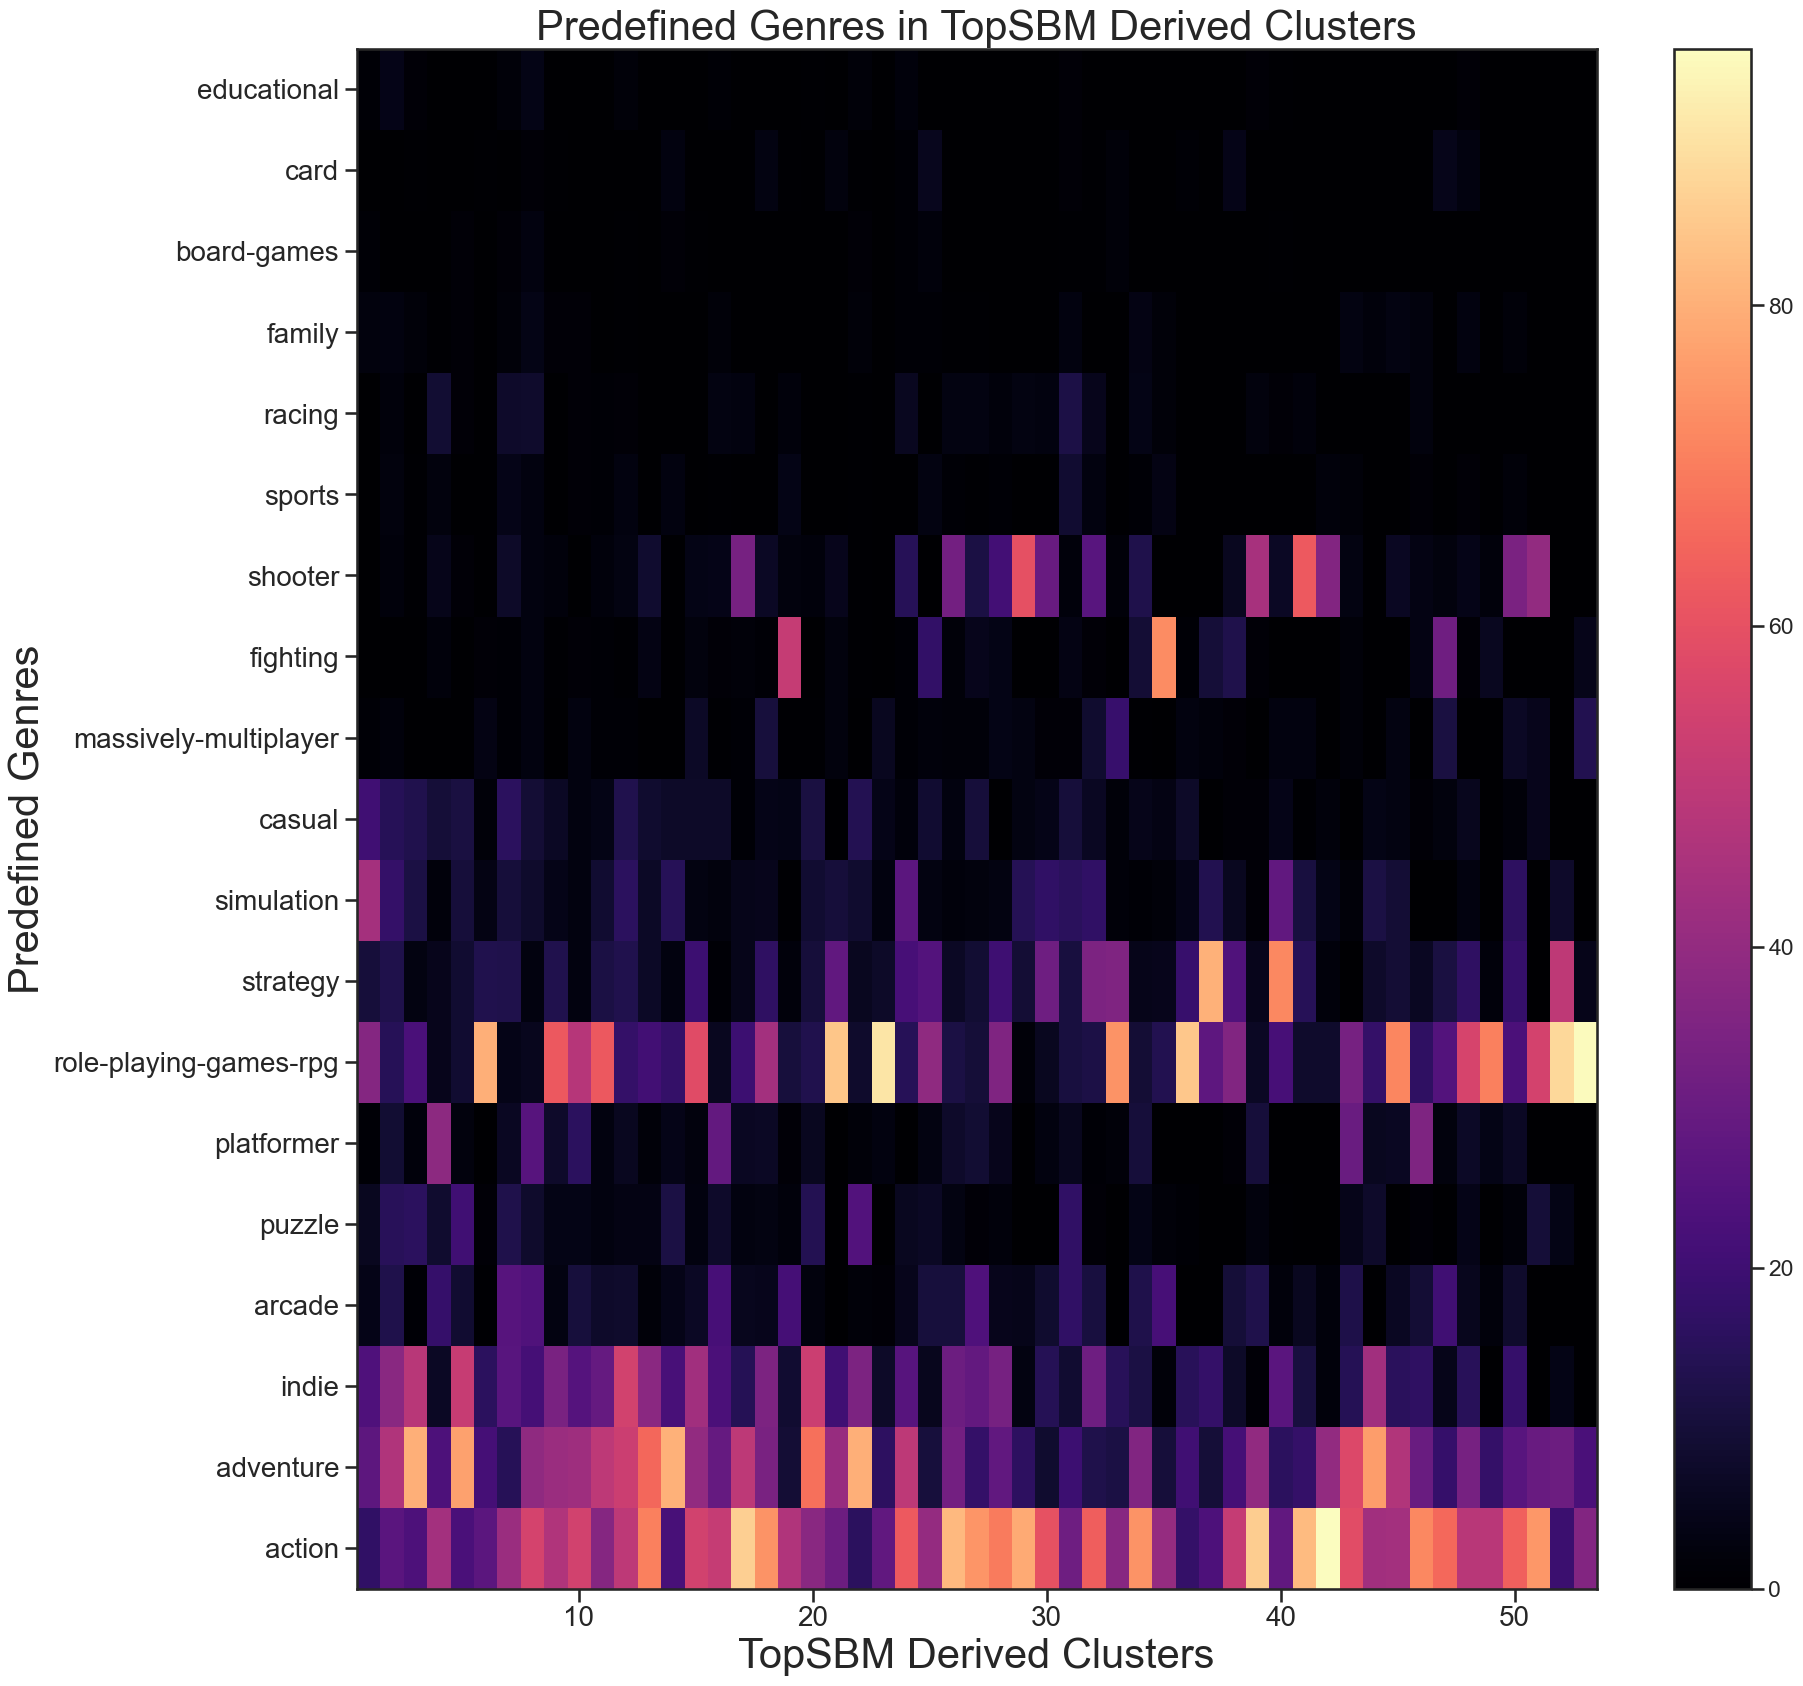 Predefined Genres in TopSBM Derived Clusters
Predefined Genres
educational
card
board-games
family
racing
sports
shooter
fighting
massively-multiplayer
casual
simulation
strategy
role-playing-games-rpg
platformer
puzzle
arcade
indie
adventure
action
10 20 30 40 50
TopSBM Derived Clusters
80
60
40
20
0